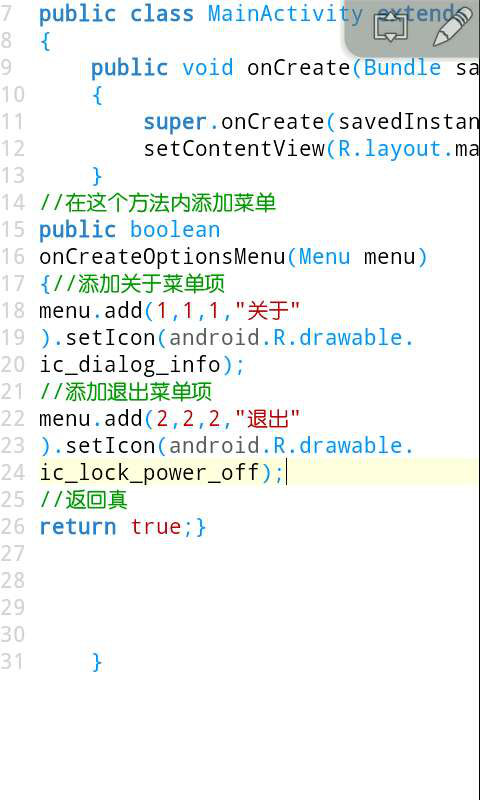 7 public class MainActivity extends
8 {
9 public void onCreate(Bundle sa
10 {
11 super.onCreate(savedInstan
12 setContentView(R.layout.ma
13 }
14 //在这个方法内添加菜单
15 public boolean
16 onCreateOptionsMenu(Menu menu)
17 {//添加关于菜单项
18 menu.add(1,1,1,"关于"
19 ).setIcon(android.R.drawable.
20 ic_dialog_info);
21 //添加退出菜单项
22 menu.add(2,2,2,"退出"
23 ).setIcon(android.R.drawable.
24 ic_lock_power_off);
25 //返回真
26 return true;}
27
28
29
30
31 }